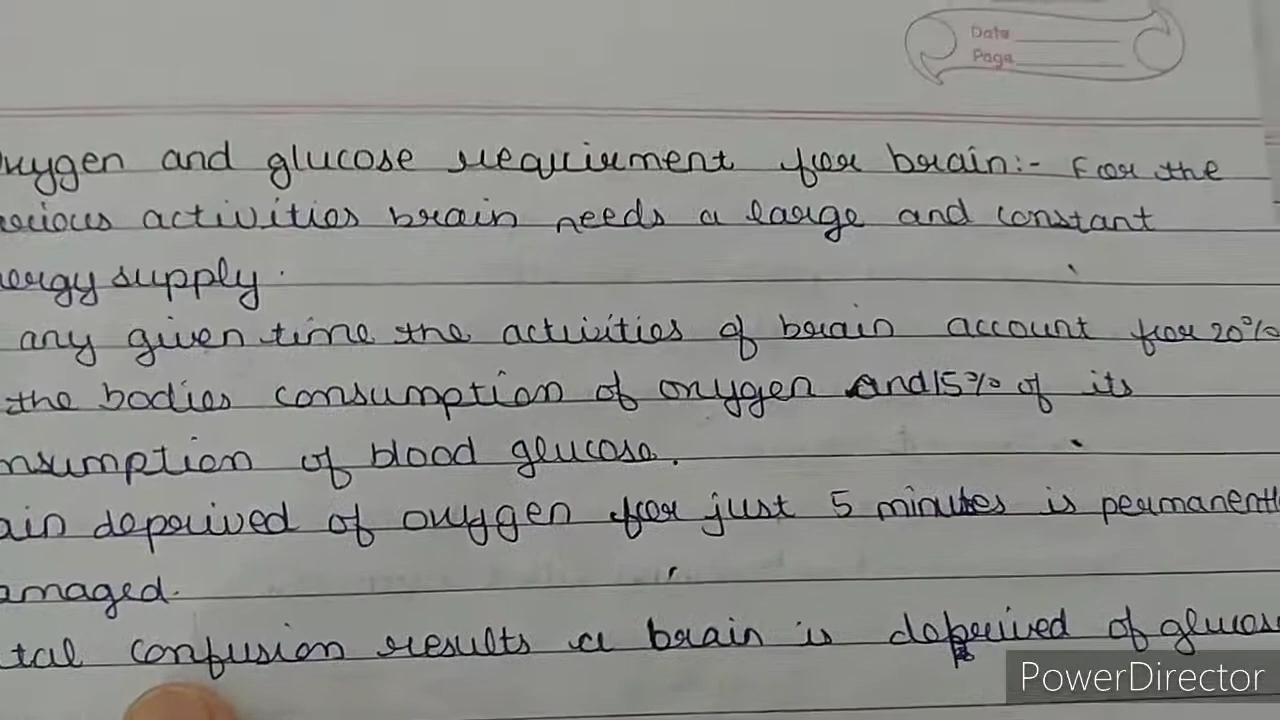 Date
Page
xygen and glucose requirment for brain:- For the
arious activities brain needs a large and constant
nergy supply.
any given time the activities of brain account for 20%
the bodies consumption of oxygen and 15% of its
nsumption of blood glucose.
ain deprived of oxygen for just 5 minutes is permanentl
amaged.
tal confusion results a brain is deprived of glucos
PowerDirector